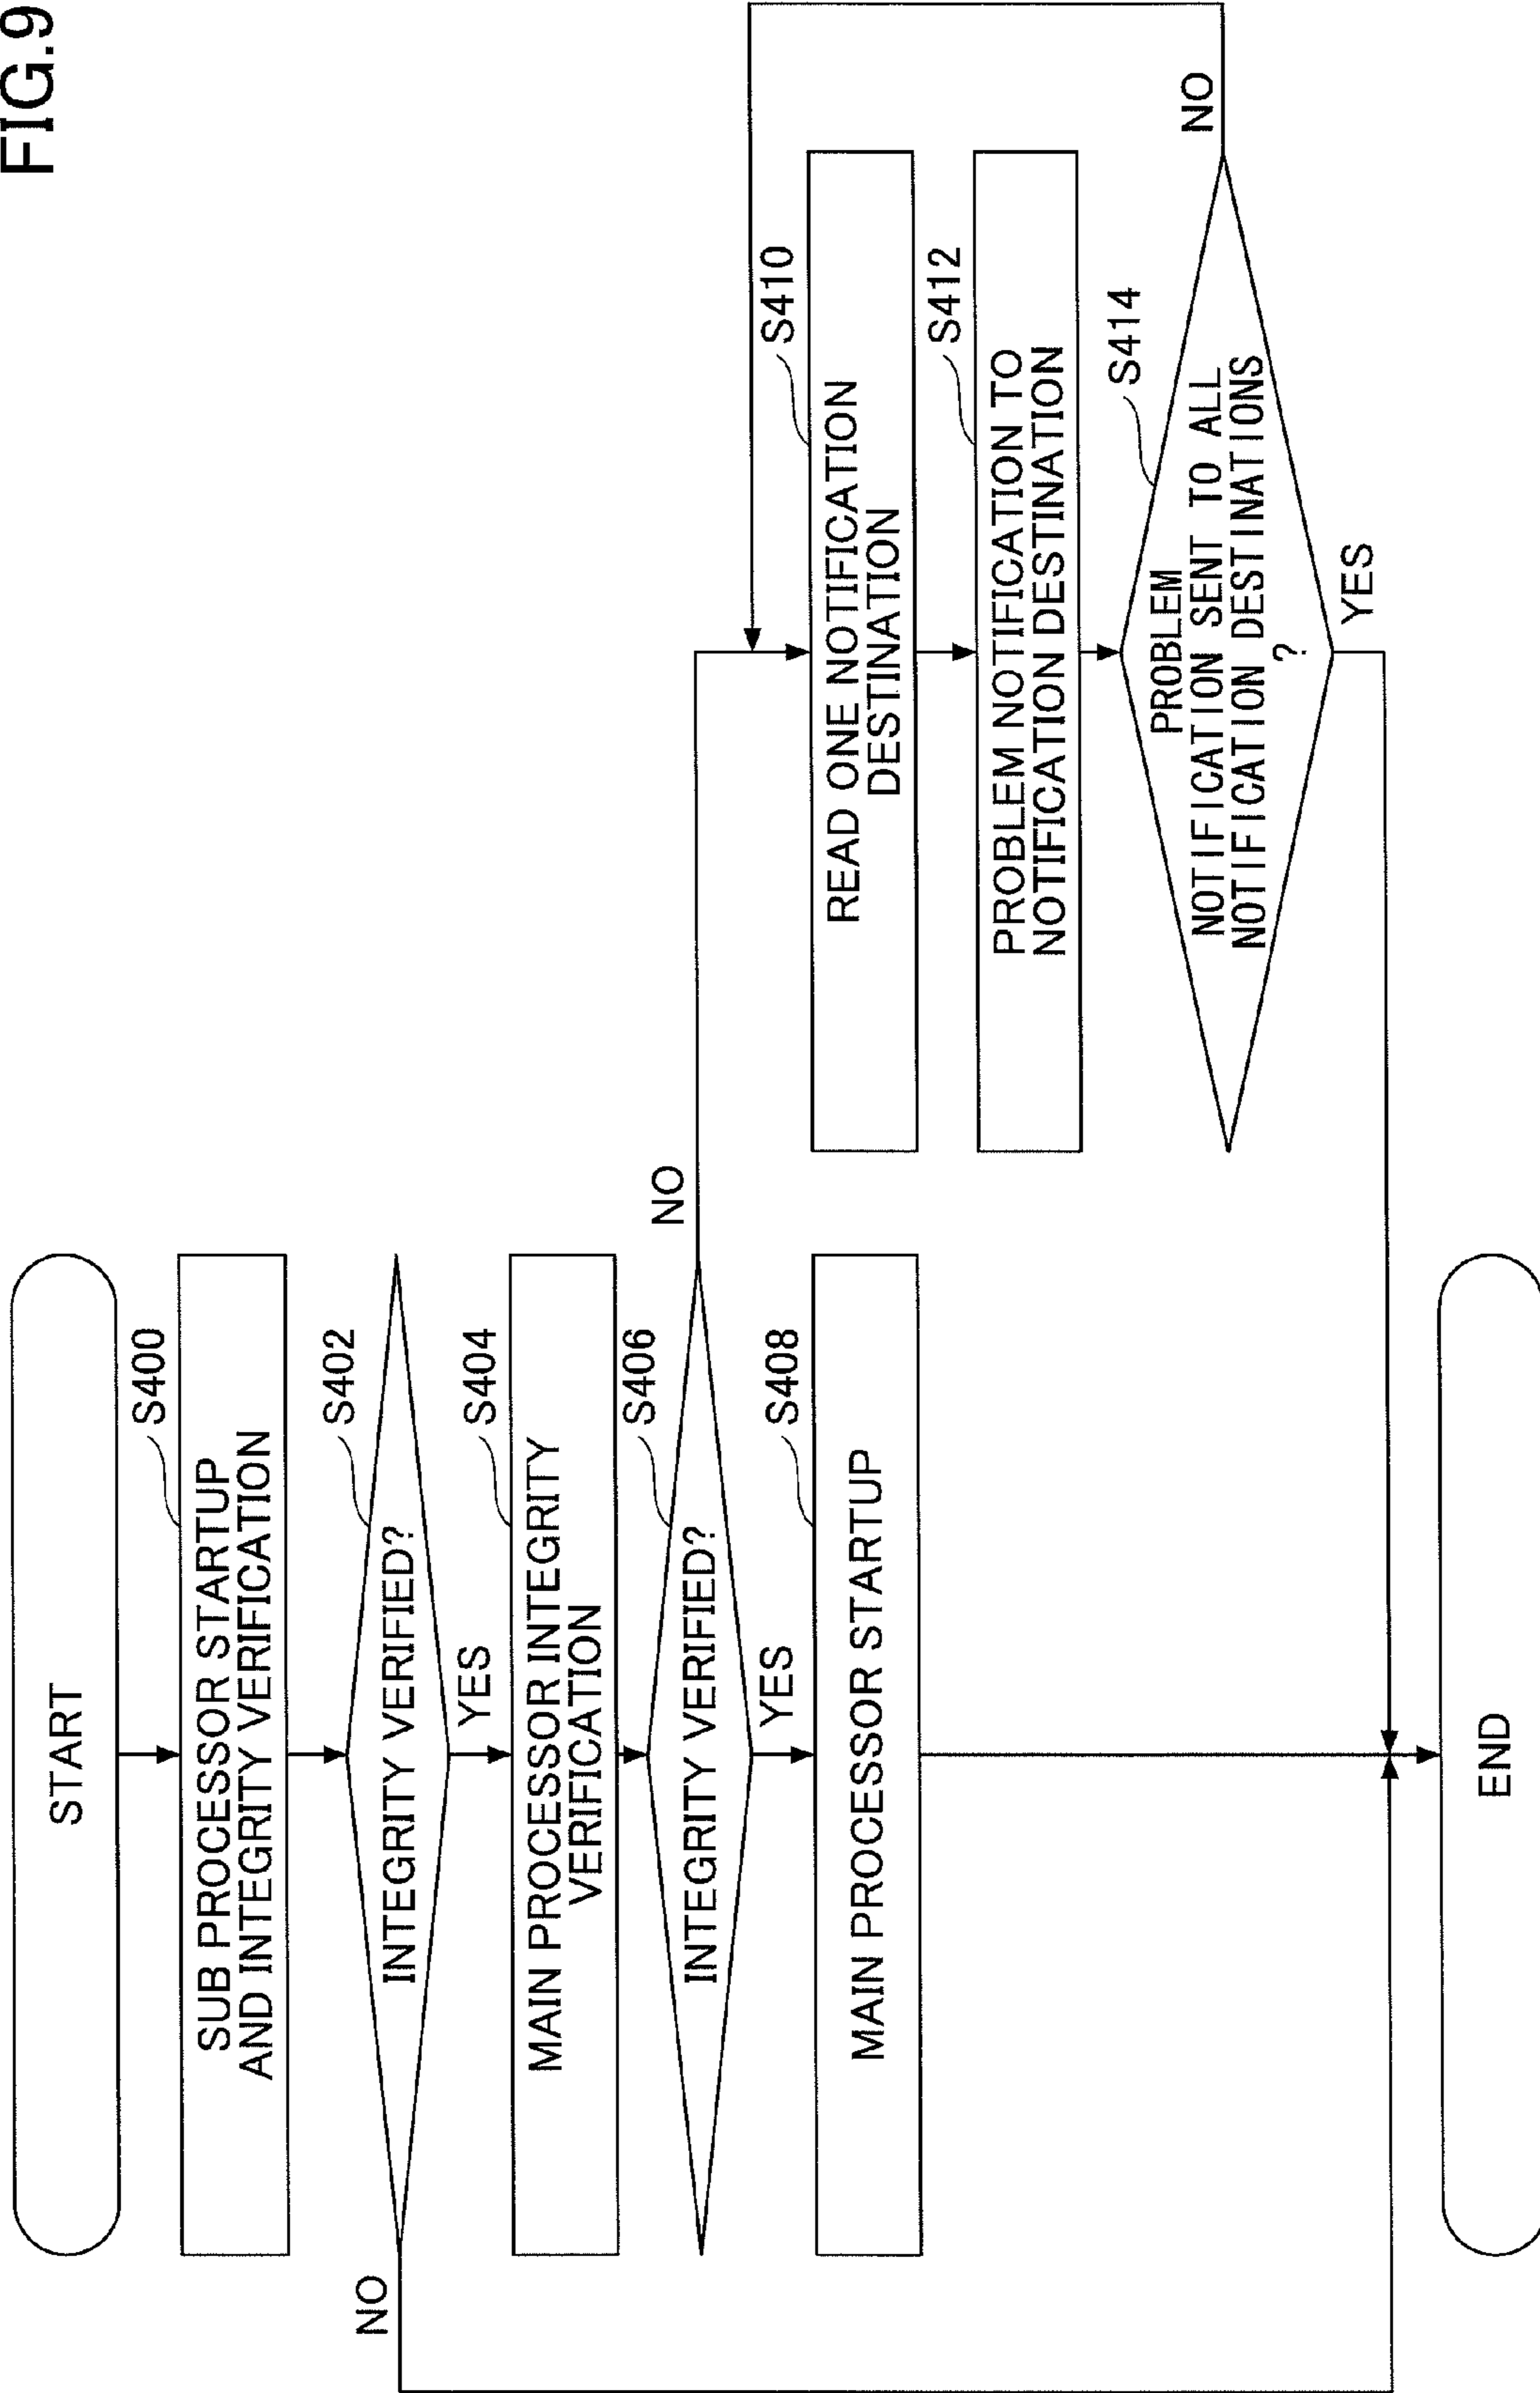 FIG.9
START
S400
SUB PROCESSOR STARTUP
AND INTEGRITY VERIFICATION
S402
INTEGRITY VERIFIED?
NO
YES
S404
MAIN PROCESSOR INTEGRITY
VERIFICATION
S406
INTEGRITY VERIFIED?
NO
YES
S408
MAIN PROCESSOR STARTUP
S410
READ ONE NOTIFICATION
DESTINATION
S412
PROBLEM NOTIFICATION TO
NOTIFICATION DESTINATION
S414
PROBLEM
NOTIFICATION SENT TO ALL
NOTIFICATION DESTINATIONS
?
NO
YES
END